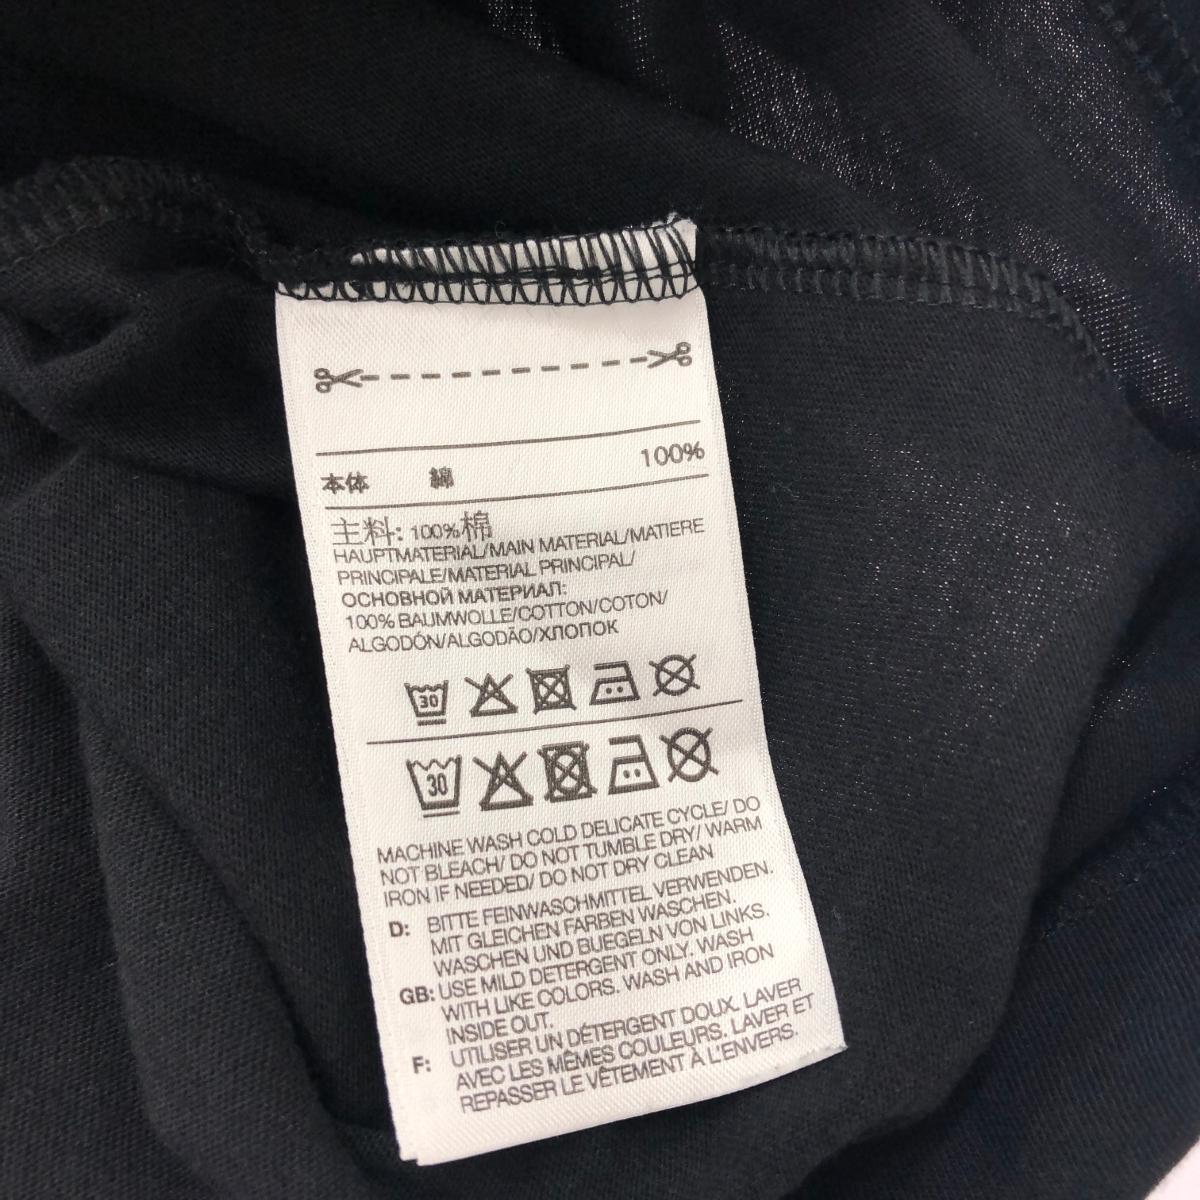 本体 綿 100%
主料: 100%棉
HAUPTMATERIAL/MAIN MATERIAL/MATIERE
PRINCIPALE/MATERIAL PRINCIPAL/
ОСНОВНОЙ МАТЕРИАЛ:
100% BAUMWOLLE/COTTON/COTON/
ALGODÓN/ALGODÃO/ХЛОПОК
30
30
MACHINE WASH COLD DELICATE CYCLE/ DO
NOT BLEACH/ DO NOT TUMBLE DRY/ WARM
IRON IF NEEDED/ DO NOT DRY CLEAN
D: BITTE FEINWASCHMITTEL VERWENDEN.
MIT GLEICHEN FARBEN WASCHEN.
WASCHEN UND BUEGELN VON LINKS.
GB: USE MILD DETERGENT ONLY. WASH
WITH LIKE COLORS. WASH AND IRON
INSIDE OUT.
F: UTILISER UN DÉTERGENT DOUX. LAVER
AVEC LES MÊMES COULEURS. LAVER ET
REPASSER LE VÊTEMENT À L'ENVERS.